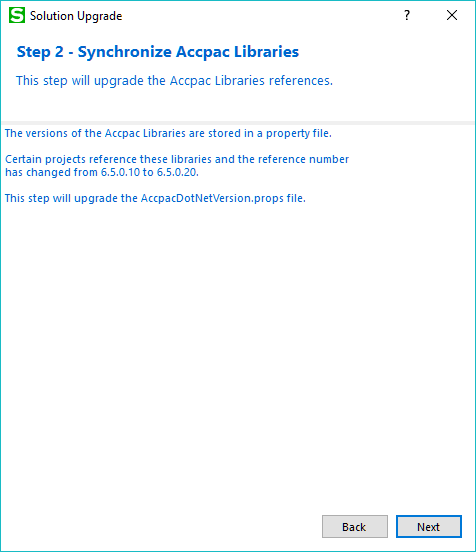 S Solution Upgrade ?
Step 2 - Synchronize Accpac Libraries
This step will upgrade the Accpac Libraries references.
The versions of the Accpac Libraries are stored in a property file.
Certain projects reference these libraries and the reference number
has changed from 6.5.0.10 to 6.5.0.20.
This step will upgrade the AccpacDotNetVersion.props file.
Back Next